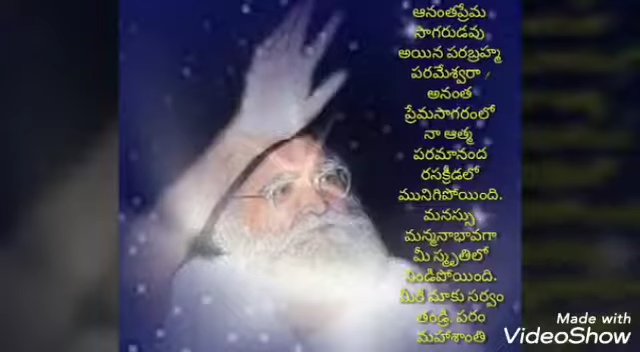 ఆనంతప్రేమ
సాగరుడవు
అయిన పరబ్రహ్మ
పరమేశ్వరా /
అనంత
ప్రేమసాగరంలో
నా ఆత్మ
పరమానంద
రసక్రీడలో
మునిగిపోయింది.
మనస్సు
మన్మనాభావగా
మీ స్మృతిలో
నిండిపోయింది.
మీరే మాకు సర్వం
తండ్రి. పరం
మహాశాంతి
Made with
VideoShow